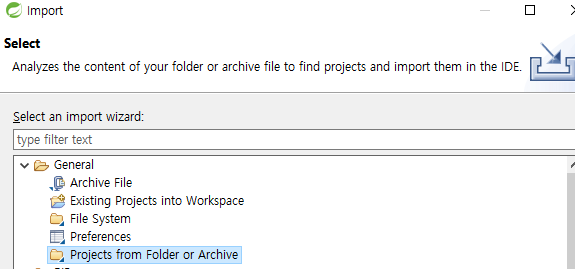 Import
Select
Analyzes the content of your folder or archive file to find projects and import them in the IDE.
Select an import wizard:
type filter text
General
Archive File
Existing Projects into Workspace
File System
Preferences
Projects from Folder or Archive